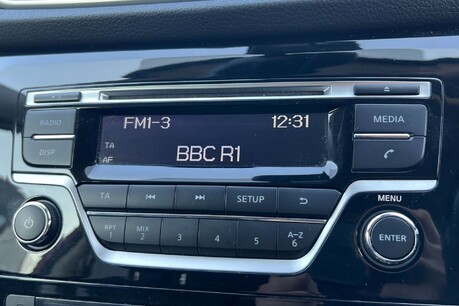 RADIO
FM1-3 12:31
MEDIA
DISP
TA
AF
BBC R1
TA SETUP
MENU
RPT 1 MIX 2 3 4 5 A-Z 6
ENTER